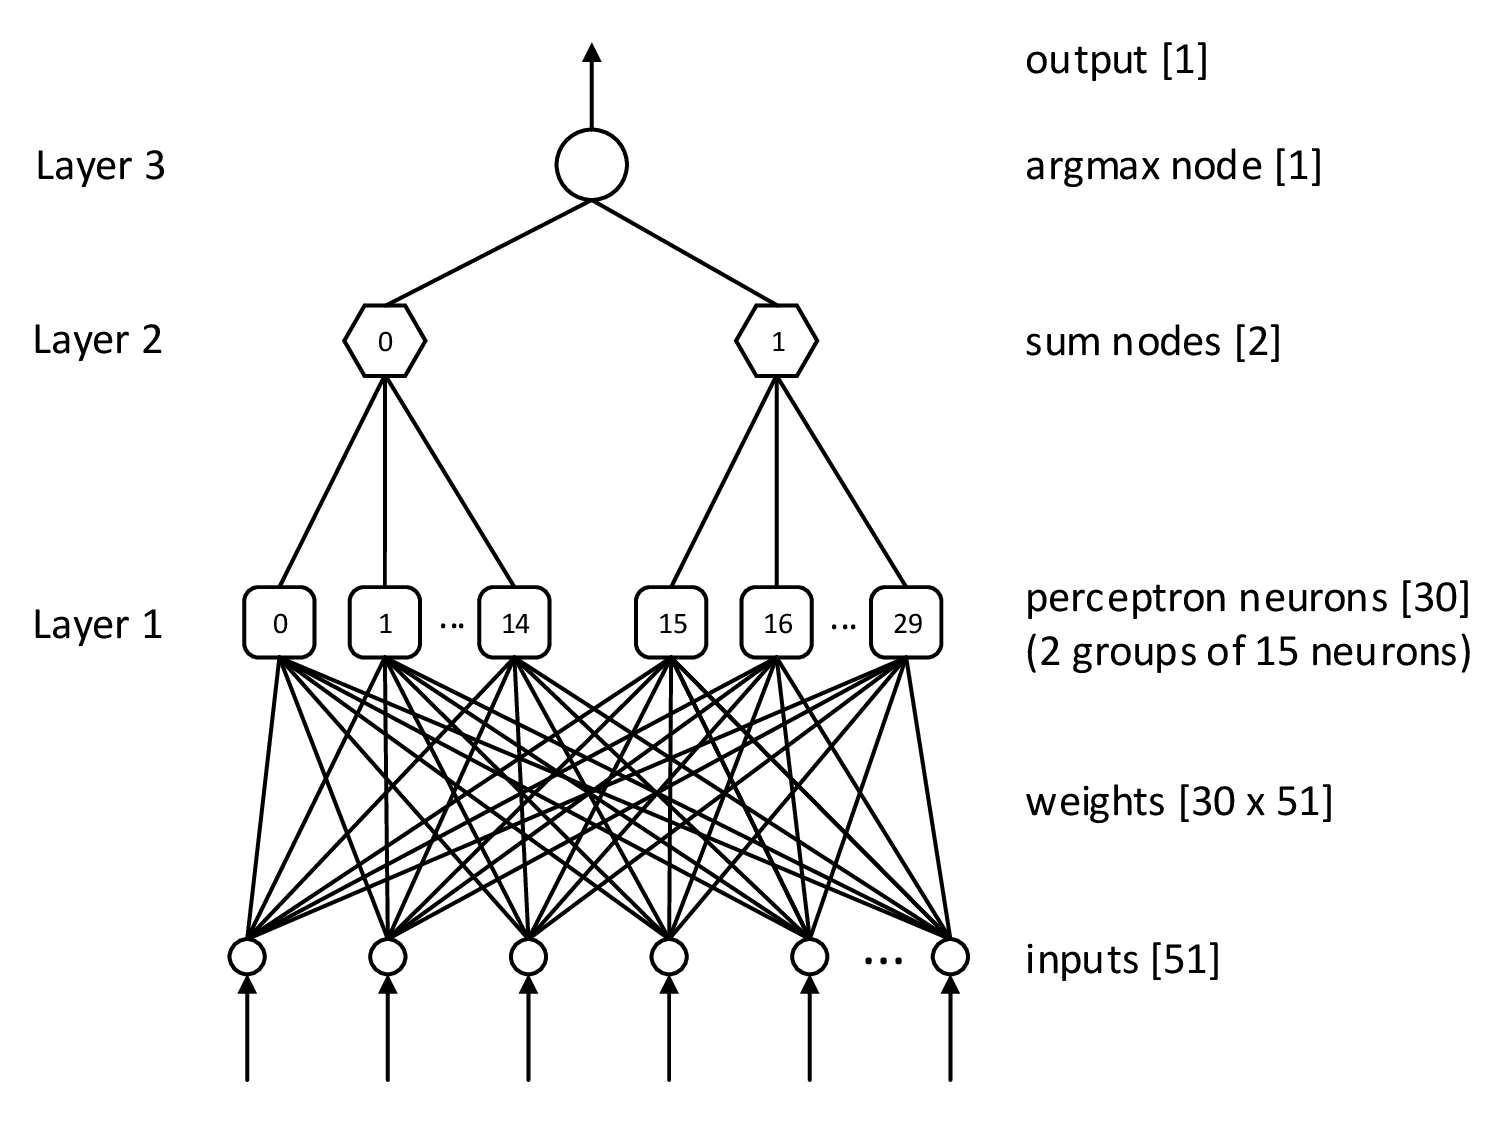 output [1]
Layer 3
argmax node [1]
Layer 2
0
1
sum nodes [2]
Layer 1
0
1
...
14
15
16
...
29
perceptron neurons [30]
(2 groups of 15 neurons)
weights [30 x 51]
...
inputs [51]